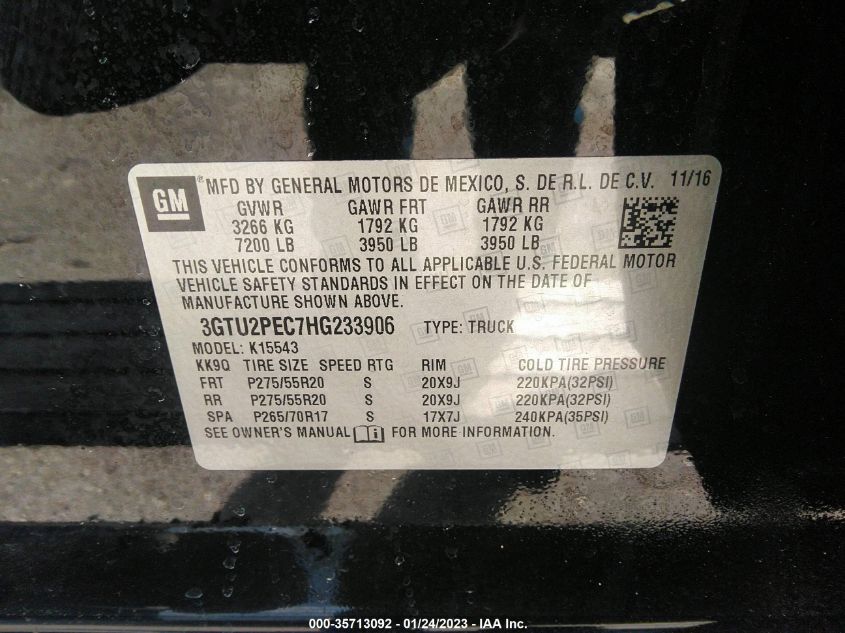 GM ® MFD BY GENERAL MOTORS DE MEXICO, S. DE R.L. DE C.V. 11/16
GVWR GAWR FRT GAWR RR
3266 KG 1792 KG 1792 KG
7200 LB 3950 LB 3950 LB
THIS VEHICLE CONFORMS TO ALL APPLICABLE U.S. FEDERAL MOTOR
VEHICLE SAFETY STANDARDS IN EFFECT ON THE DATE OF
MANUFACTURE SHOWN ABOVE.
3GTU2PEC7HG233906 TYPE: TRUCK
MODEL: K15543
KK9Q TIRE SIZE SPEED RTG RIM COLD TIRE PRESSURE
FRT P275/55R20 S 20X9J 220KPA(32PSI)
RR P275/55R20 S 20X9J 220KPA(32PSI)
SPA P265/70R17 S 17X7J 240KPA(35PSI)
SEE OWNER'S MANUAL FOR MORE INFORMATION.
000-35713092 - 01/24/2023 - IAA Inc.